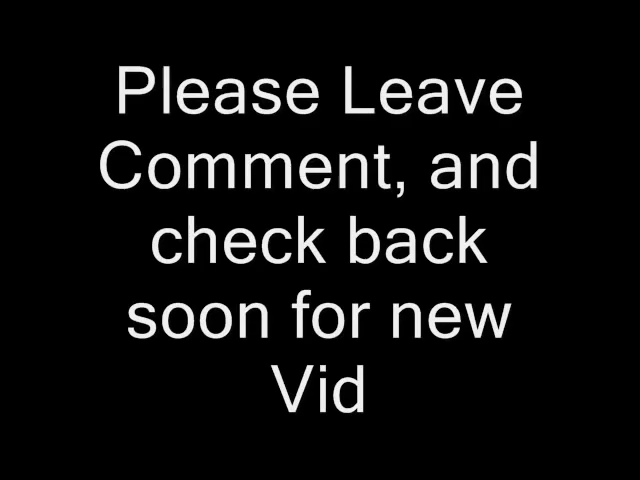 Please Leave
Comment, and
check back
soon for new
Vid